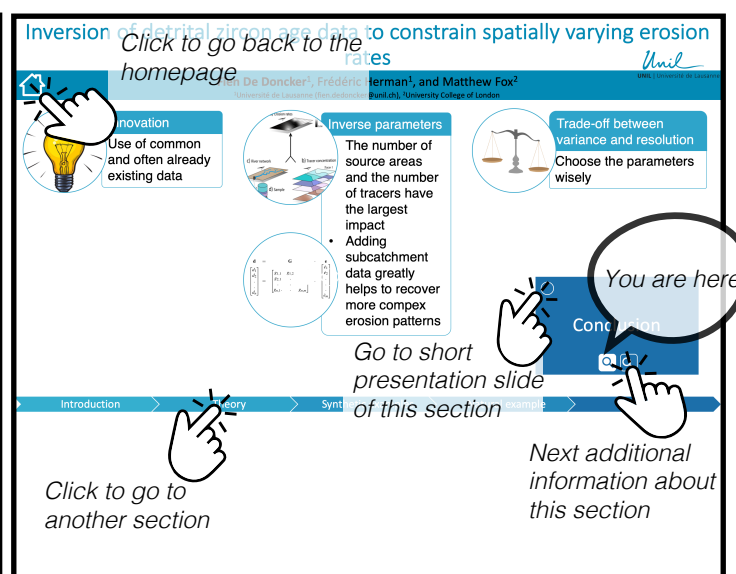 Inversion of detrital zircon age data to constrain spatially varying erosion
rates
Click to go back to the
homepage
Unil
UNIL | Université de Lausanne
De Doncker¹, Frédéric Herman¹, and Matthew Fox²
¹Université de Lausanne ²University College of London
Innovation
Use of common
and often already
existing data
Inverse parameters
The number of
source areas
and the number
of tracers have
the largest
impact
• Adding
subcatchment
data greatly
helps to recover
more compex
erosion patterns
Trade-off between
variance and resolution
Choose the parameters
wisely
You are here
Conclusion
Go to short
presentation slide
of this section
Introduction
Theory
example
Click to go to
another section
Next additional
information about
this section